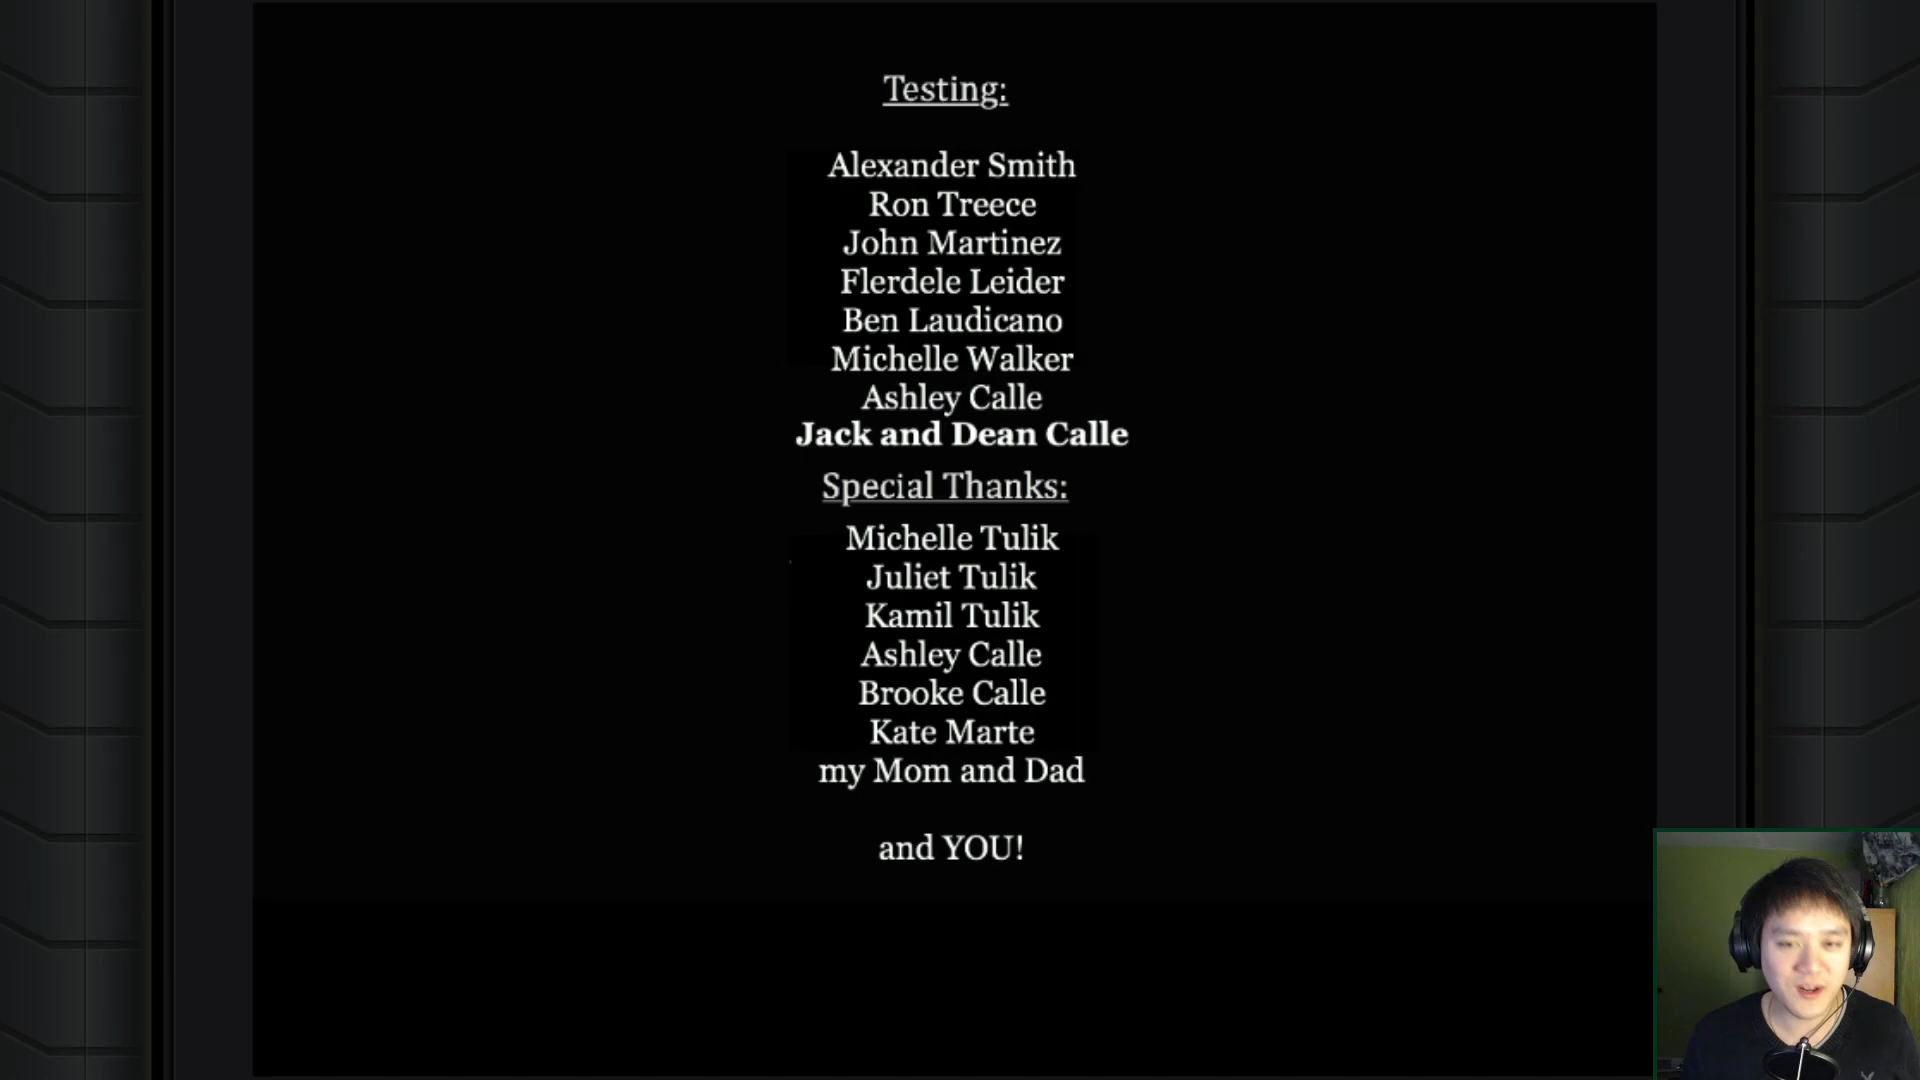 Testing:
Alexander Smith
Ron Treece
John Martinez
Flerdele Leider
Ben Laudicano
Michelle Walker
Ashley Calle
Jack and Dean Calle
Special Thanks:
Michelle Tulik
Juliet Tulik
Kamil Tulik
Ashley Calle
Brooke Calle
Kate Marte
my Mom and Dad
and YOU!